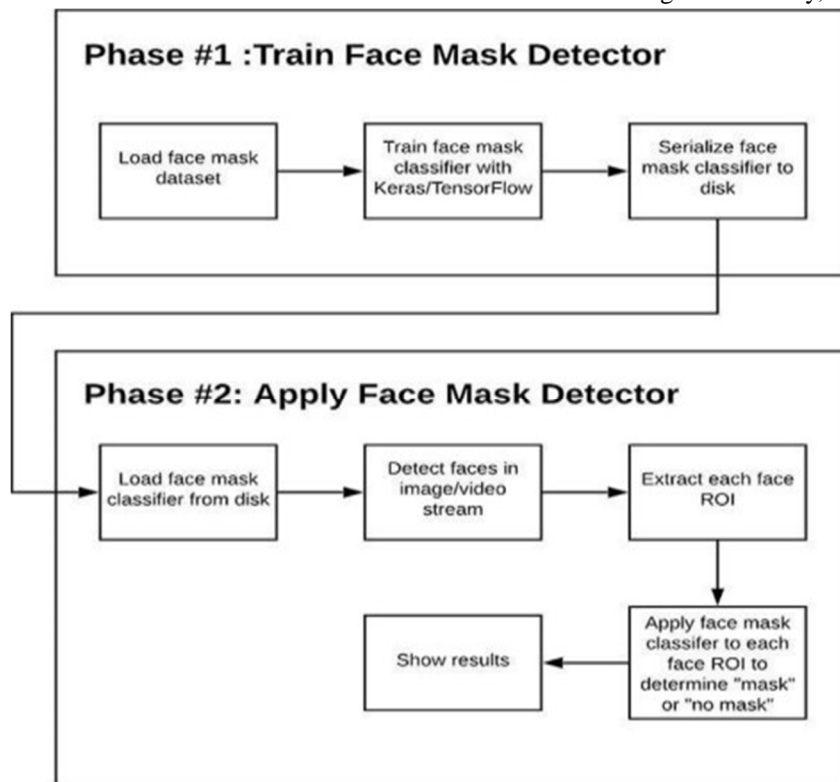 Phase #1 :Train Face Mask Detector
Load face mask
dataset
Train face mask
classifier with
Keras/TensorFlow
Serialize face
mask classifier to
disk
Phase #2: Apply Face Mask Detector
Load face mask
classifier from disk
Detect faces in
image/video
stream
Extract each face
ROI
Apply face mask
classifer to each
face ROI to
determine "mask"
or "no mask"
Show results